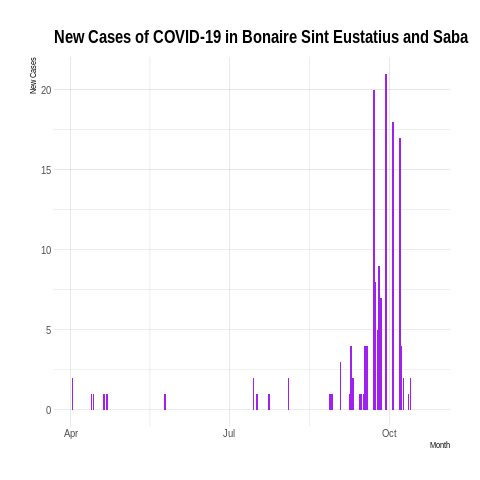 New Cases of COVID-19 in Bonaire Sint Eustatius and Saba
New Cases
20
15
10
5
0
Apr
Jul
Oct
Month